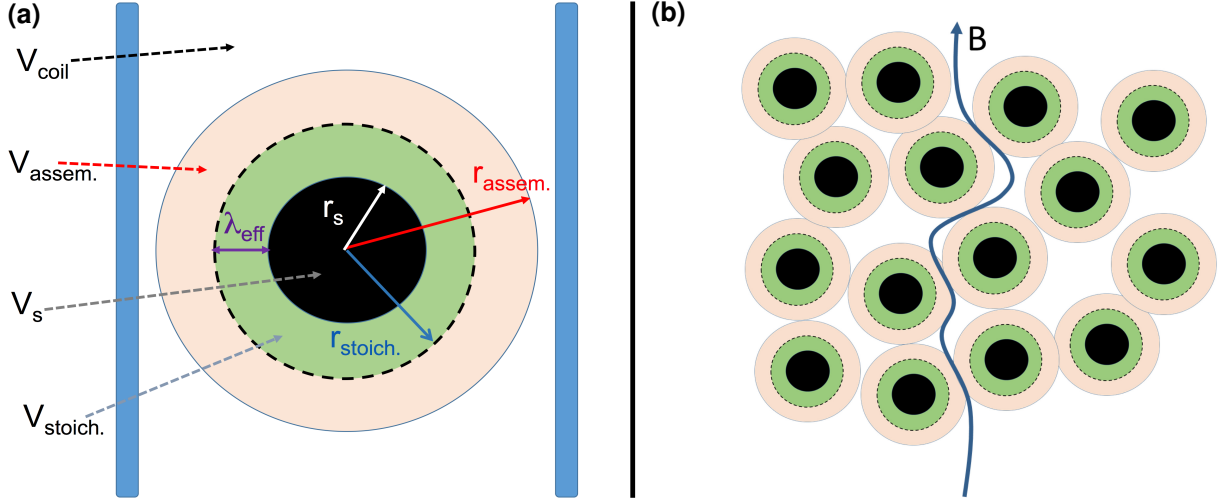 (a)
V_coil
V_assem.
r_assem.
r_s
λ_eff
V_s
r_stoich.
V_stoich.
(b)
B